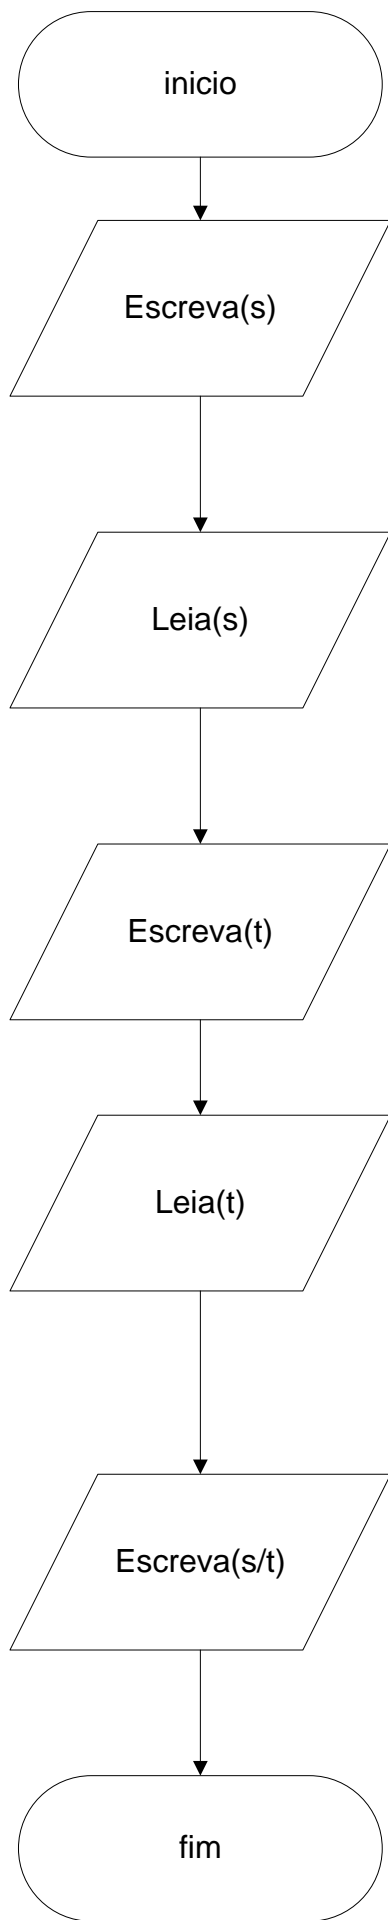 inicio
Escreva(s)
Leia(s)
Escreva(t)
Leia(t)
Escreva(s/t)
fim